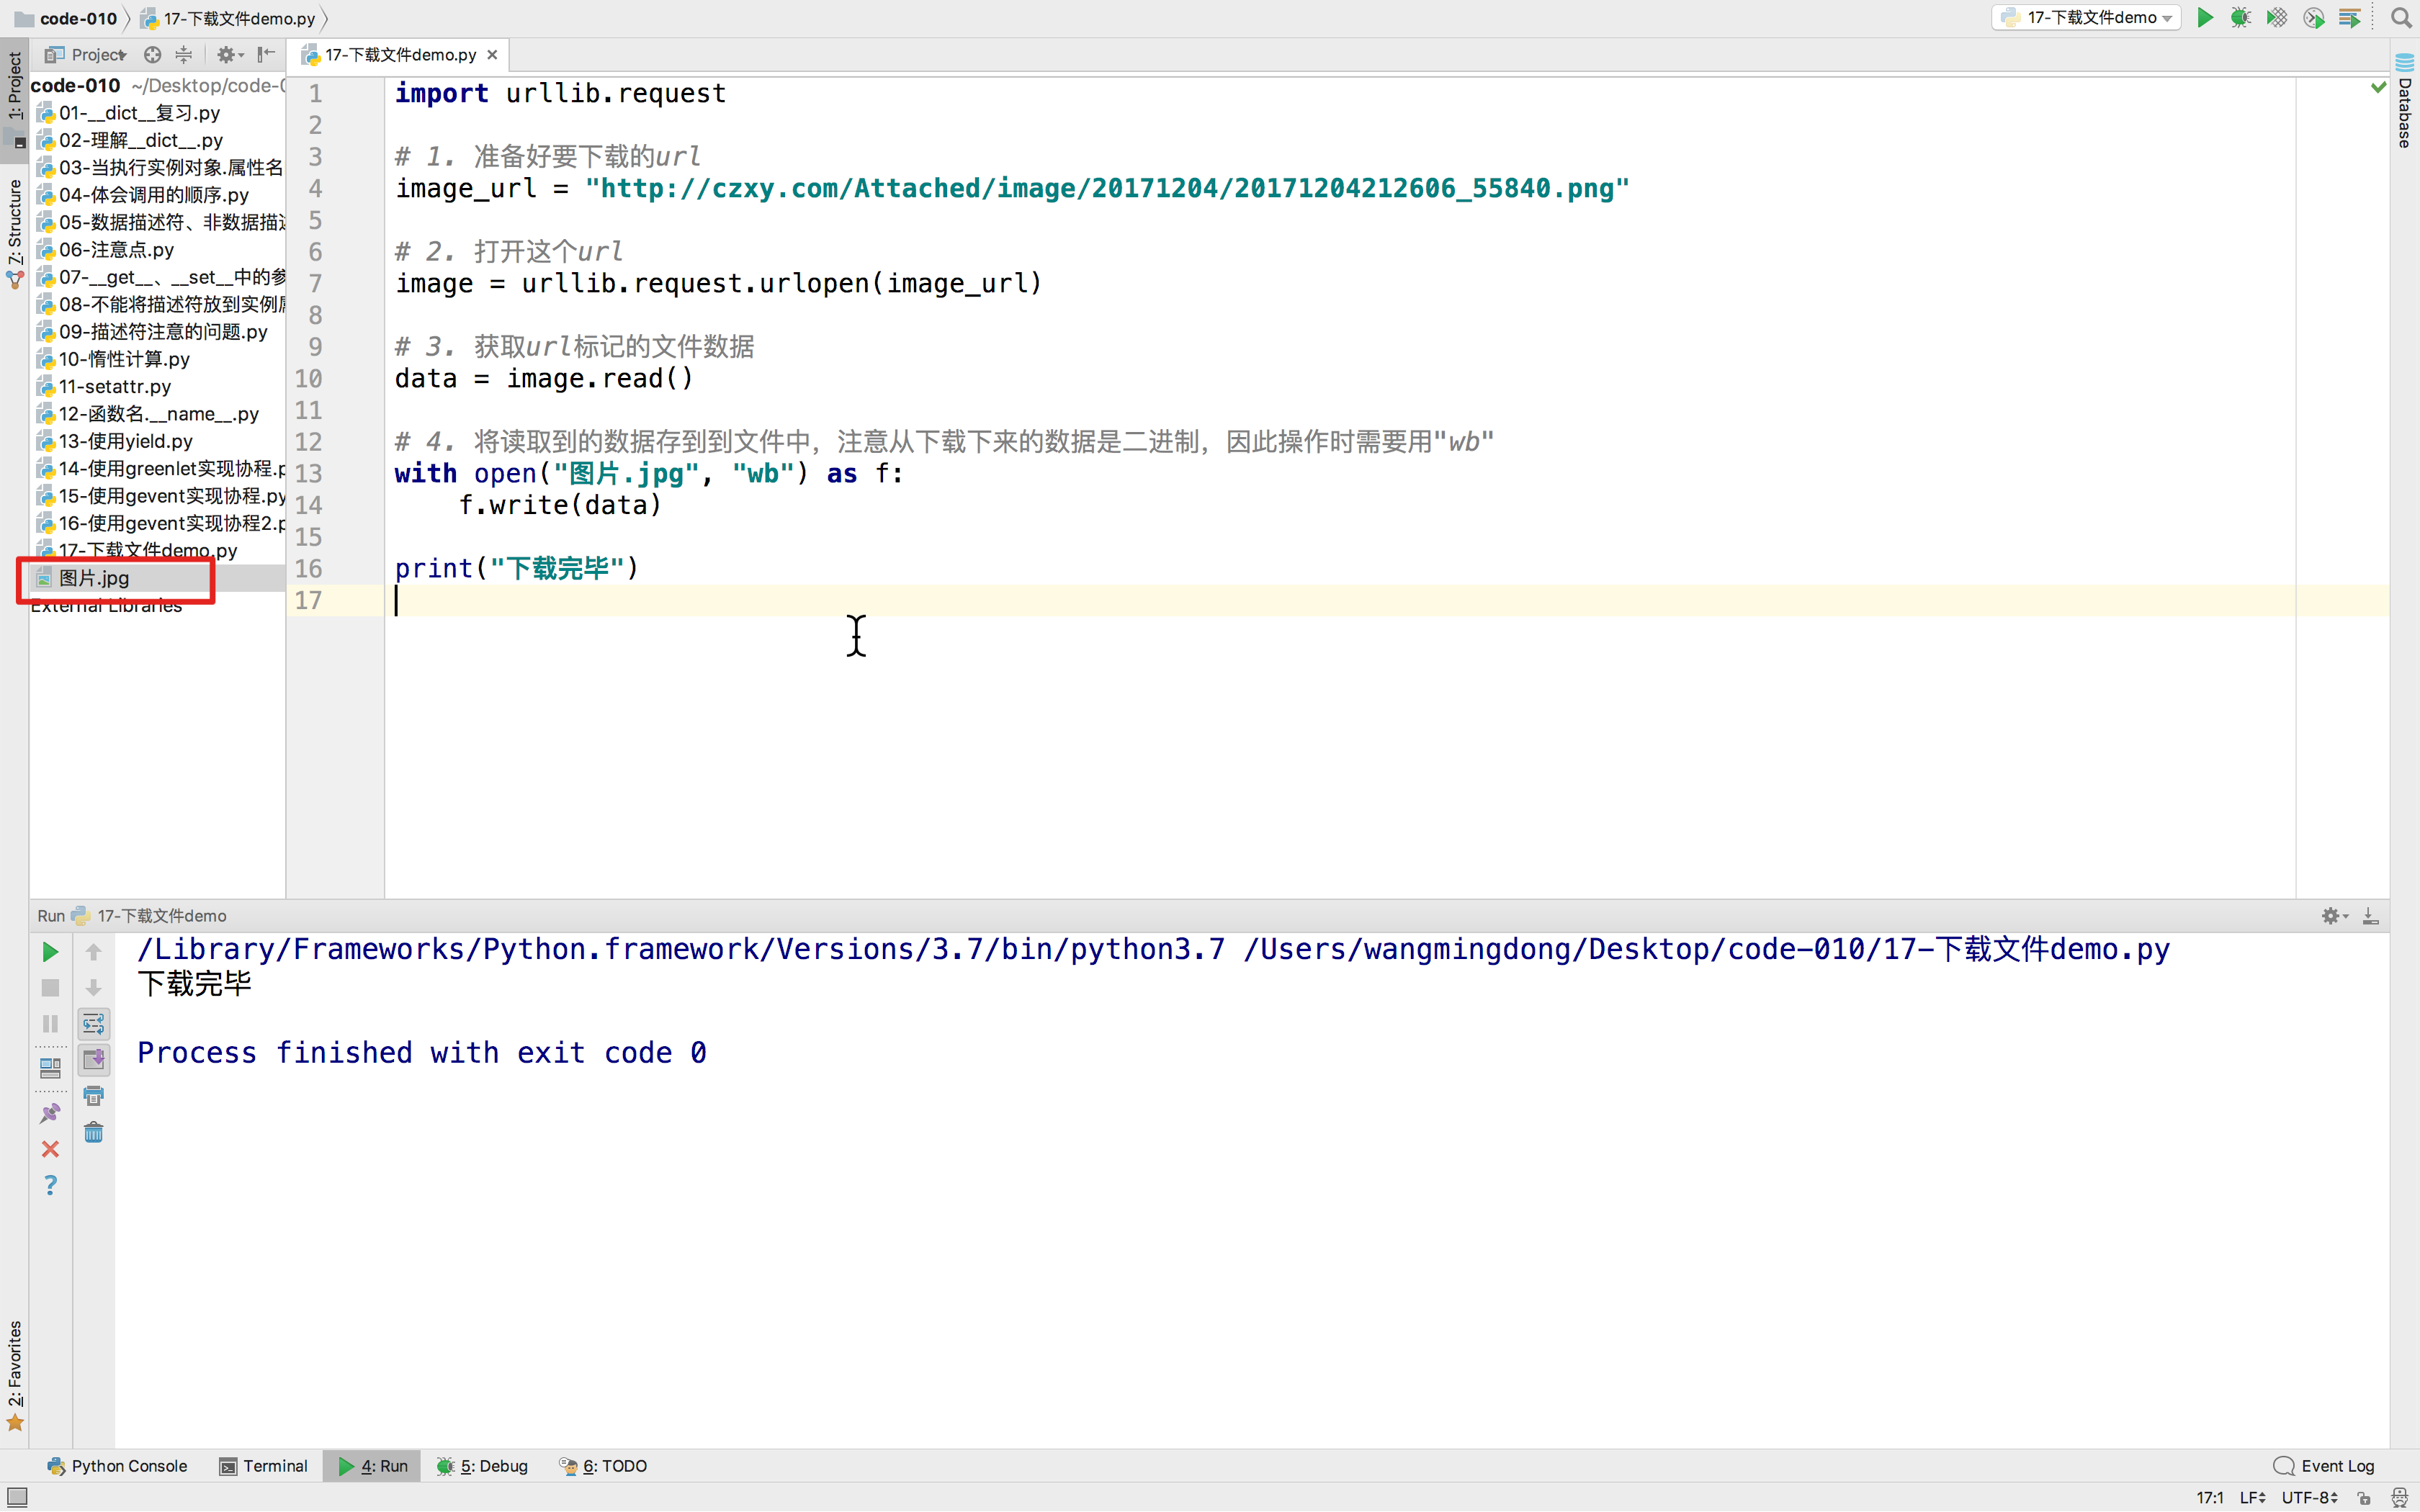 code-010 17-下载文件demo.py
17-下载文件demo
1: Project
7: Structure
2: Favorites
Database
Project
17-下载文件demo.py
code-010 ~/Desktop/code-0
01-__dict__复习.py
02-理解__dict__.py
03-当执行实例对象.属性名
04-体会调用的顺序.py
05-数据描述符、非数据描述
06-注意点.py
07-__get__、__set__中的参
08-不能将描述符放到实例属
09-描述符注意的问题.py
10-惰性计算.py
11-setattr.py
12-函数名.__name__.py
13-使用yield.py
14-使用greenlet实现协程.p
15-使用gevent实现协程.py
16-使用gevent实现协程2.p
17-下载文件demo.py
图片.jpg
External Libraries
1 import urllib.request
2
3 # 1. 准备好要下载的url
4 image_url = "http://czxy.com/Attached/image/20171204/20171204212606_55840.png"
5
6 # 2. 打开这个url
7 image = urllib.request.urlopen(image_url)
8
9 # 3. 获取url标记的文件数据
10 data = image.read()
11
12 # 4. 将读取到的数据存到到文件中，注意从下载下来的数据是二进制，因此操作时需要用"wb"
13 with open("图片.jpg", "wb") as f:
14     f.write(data)
15
16 print("下载完毕")
17
Run 17-下载文件demo
/Library/Frameworks/Python.framework/Versions/3.7/bin/python3.7 /Users/wangmingdong/Desktop/code-010/17-下载文件demo.py
下载完毕
Process finished with exit code 0
Python Console Terminal 4: Run 5: Debug 6: TODO Event Log
17:1 LF UTF-8